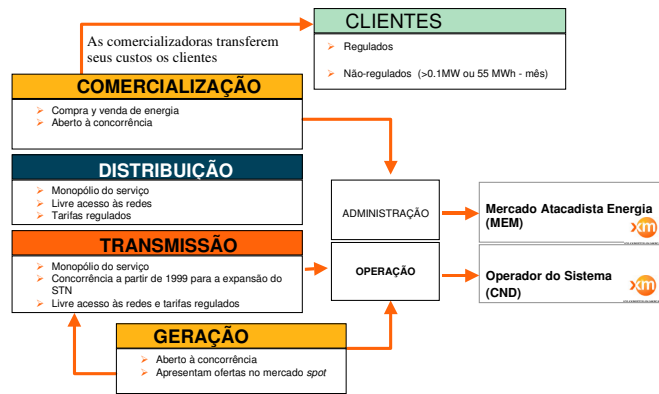 CLIENTES
➢ Regulados
➢ Não-regulados (>0.1MW ou 55 MWh - mês)
As comercializadoras transferem
seus custos os clientes
COMERCIALIZAÇÃO
➢ Compra y venda de energia
➢ Aberto à concorrência
DISTRIBUIÇÃO
➢ Monopólio do serviço
➢ Livre acesso às redes
➢ Tarifas regulados
TRANSMISSÃO
➢ Monopólio do serviço
➢ Concorrência a partir de 1999 para a expansão do
STN
➢ Livre acesso às redes e tarifas regulados
GERAÇÃO
➢ Aberto à concorrência
➢ Apresentam ofertas no mercado spot
ADMINISTRAÇÃO
OPERAÇÃO
Mercado Atacadista Energia
(MEM)
xm
Operador do Sistema
(CND)
xm